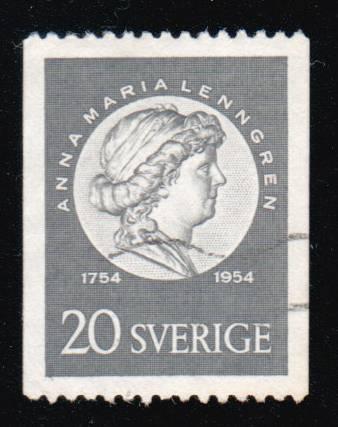 ANNA MARIA LENNGREN
1754 1954
20 SVERIGE